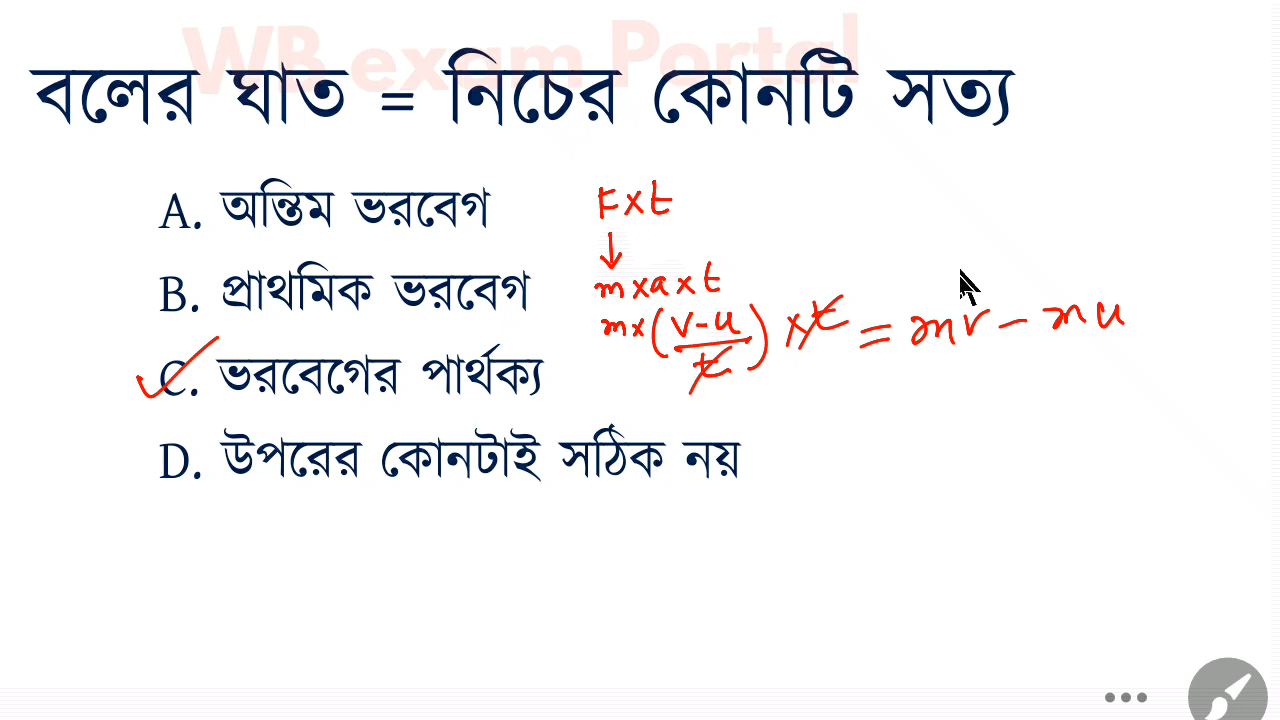 WB exam Portal
বলের ঘাত = নিচের কোনটি সত্য
A. অন্তিম ভরবেগ
F×t
↓
B. প্রাথমিক ভরবেগ
m×a×t
m×(v-u/t)×t = mv - mu
C. ভরবেগের পার্থক্য
D. উপরের কোনটাই সঠিক নয়